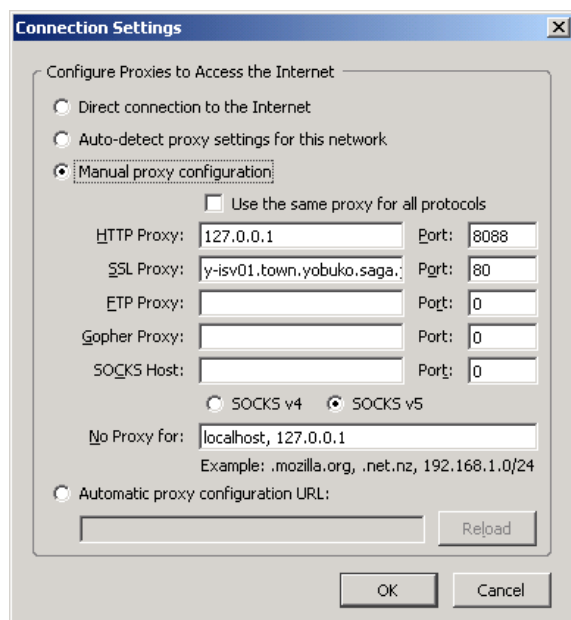 Connection Settings
Configure Proxies to Access the Internet
Direct connection to the Internet
Auto-detect proxy settings for this network
Manual proxy configuration
Use the same proxy for all protocols
HTTP Proxy: 127.0.0.1 Port: 8088
SSL Proxy: y-isv01.town.yobuko.saga. Port: 80
FTP Proxy: Port: 0
Gopher Proxy: Port: 0
SOCKS Host: Port: 0
SOCKS v4 SOCKS v5
No Proxy for: localhost, 127.0.0.1
Example: .mozilla.org, .net.nz, 192.168.1.0/24
Automatic proxy configuration URL:
Reload
OK Cancel